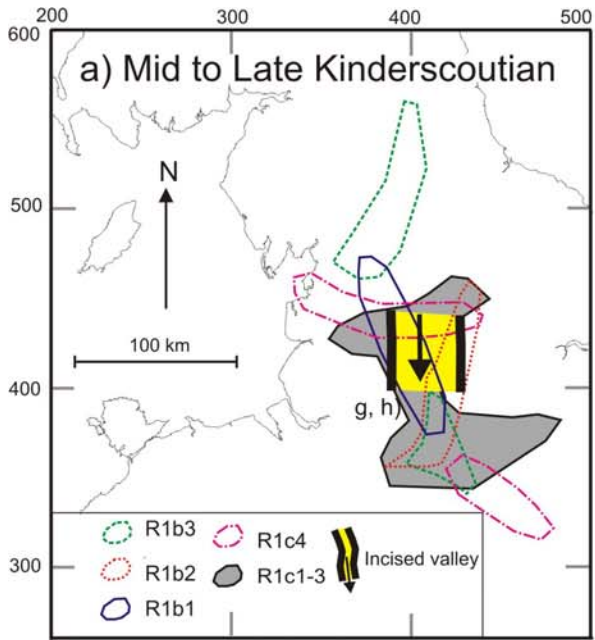 200 300 400 500
600
a) Mid to Late Kinderscoutian
N
500
100 km
400
g, h)
R1b3 R1c4
Incised valley
R1b2 R1c1-3
300
R1b1